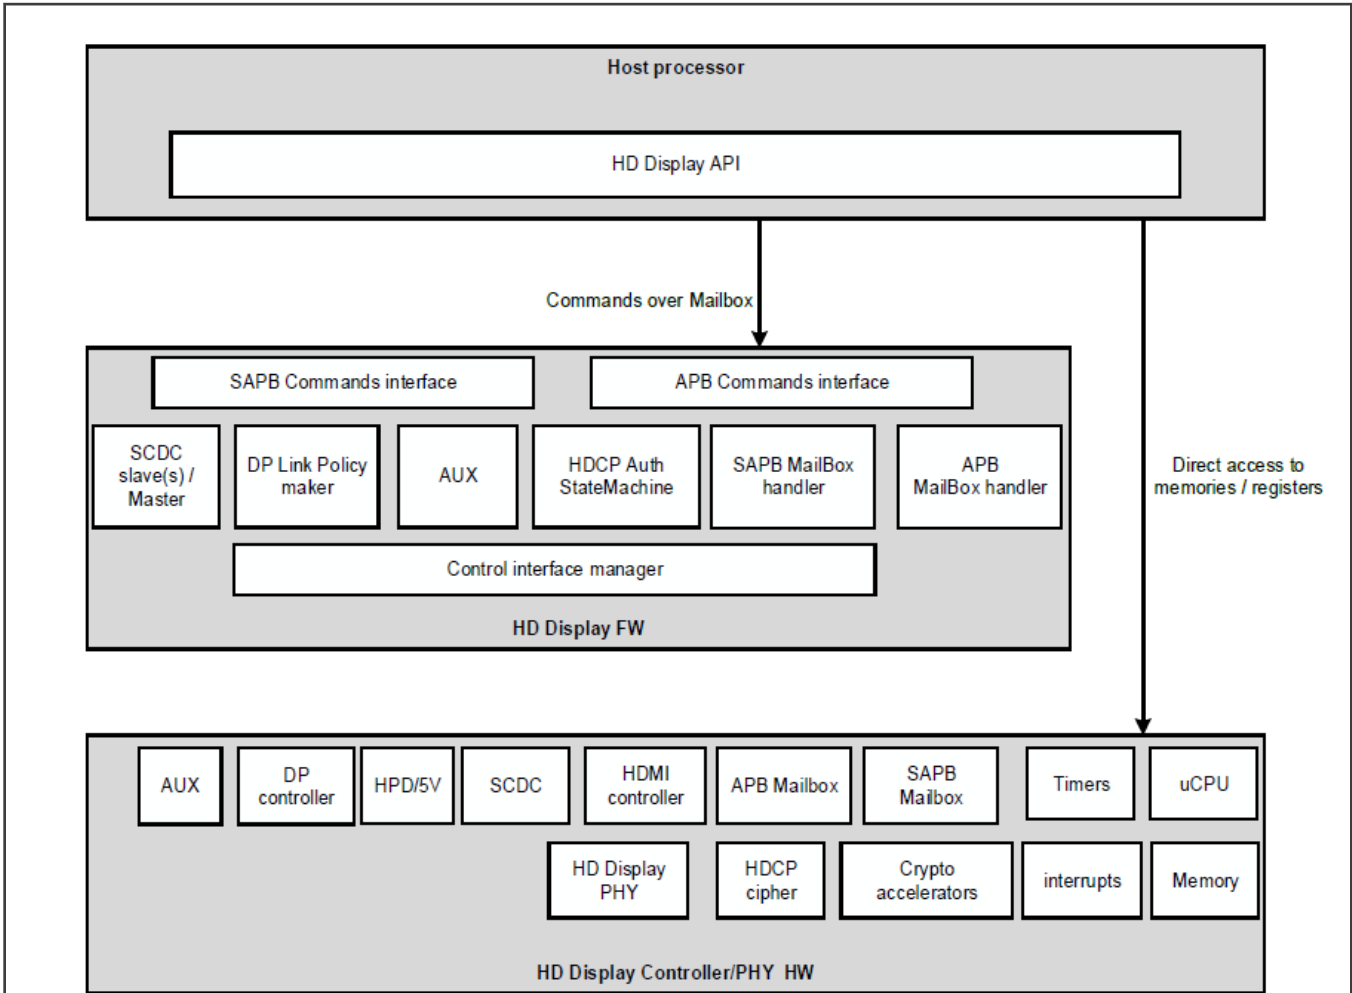 Host processor
HD Display API
Commands over Mailbox
SAPB Commands interface
APB Commands interface
SCDC
slave(s) /
Master
DP Link Policy
maker
AUX
HDCP Auth
StateMachine
SAPB MailBox
handler
APB
MailBox handler
Direct access to
memories / registers
Control interface manager
HD Display FW
AUX
DP
controller
HPD/5V
SCDC
HDMI
controller
APB Mailbox
SAPB
Mailbox
Timers
uCPU
HD Display
PHY
HDCP
cipher
Crypto
accelerators
interrupts
Memory
HD Display Controller/PHY HW